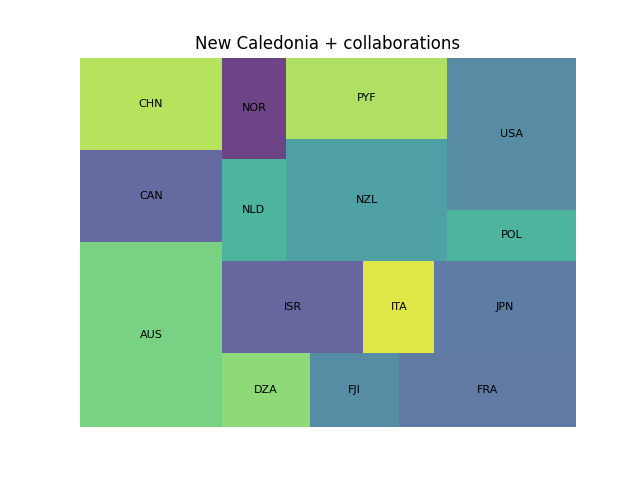 New Caledonia + collaborations
CHN
NOR
PYF
USA
CAN
NLD
NZL
POL
AUS
ISR
ITA
JPN
DZA
FJI
FRA